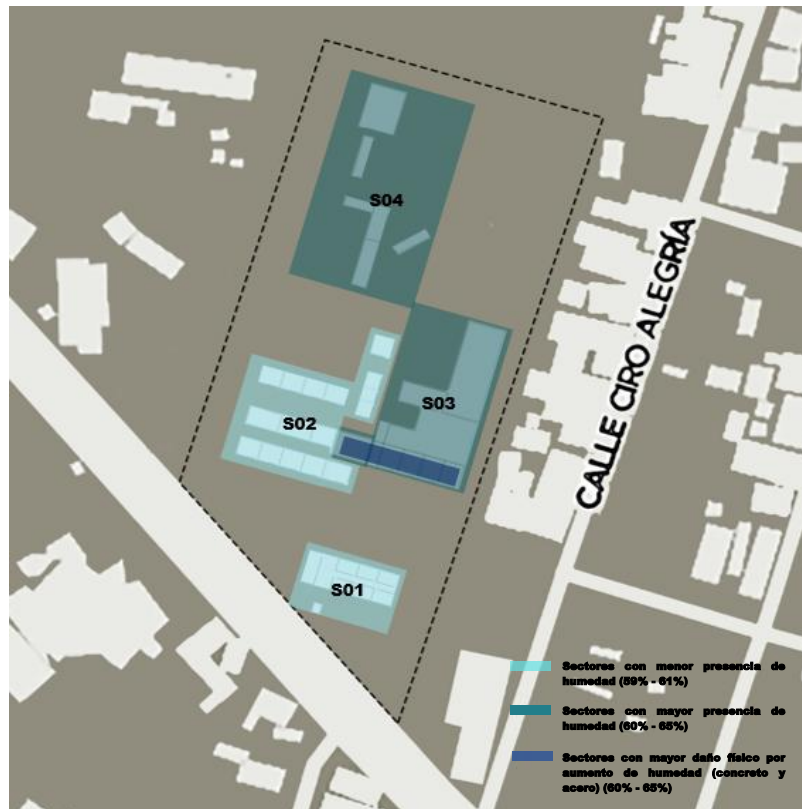 S04
S03
S02
S01
CALLE CIRO ALEGRÍA
Sectores con menor presencia de
humedad (59% - 61%)
Sectores con mayor presencia de
humedad (60% - 65%)
Sectores con mayor daño físico por
aumento de humedad (concreto y
acero) (60% - 65%)